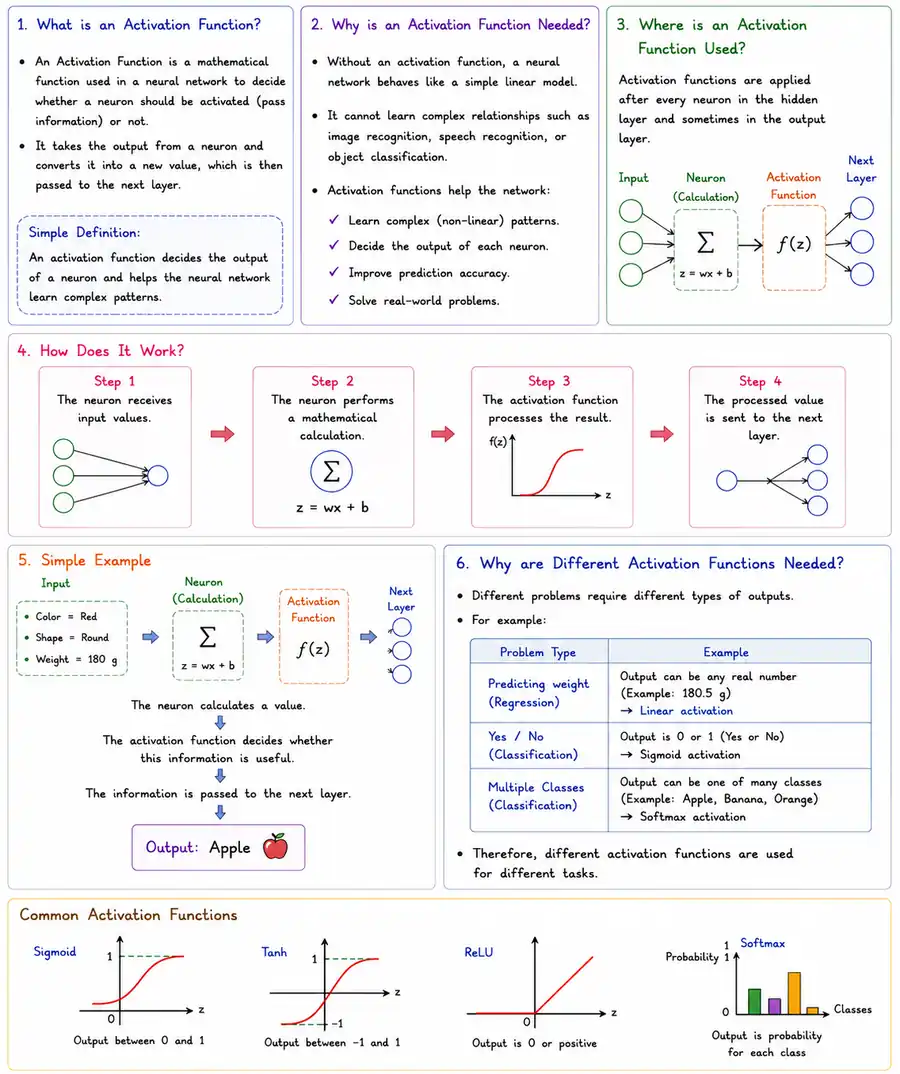 1. What is an Activation Function?
• An Activation Function is a mathematical
function used in a neural network to decide
whether a neuron should be activated (pass
information) or not.
• It takes the output from a neuron and
converts it into a new value, which is then
passed to the next layer.
Simple Definition:
An activation function decides the output
of a neuron and helps the neural network
learn complex patterns.
2. Why is an Activation Function Needed?
• Without an activation function, a neural
network behaves like a simple linear model.
• It cannot learn complex relationships such as
image recognition, speech recognition, or
object classification.
• Activation functions help the network:
✓ Learn complex (non-linear) patterns.
✓ Decide the output of each neuron.
✓ Improve prediction accuracy.
✓ Solve real-world problems.
3. Where is an Activation
Function Used?
Activation functions are applied
after every neuron in the hidden
layer and sometimes in the output
layer.
Input
Neuron
(Calculation)
Σ
z = wx + b
Activation
Function
f(z)
Next
Layer
4. How Does It Work?
Step 1
The neuron receives
input values.
Step 2
The neuron performs
a mathematical
calculation.
Σ
z = wx + b
Step 3
The activation function
processes the result.
f(z)
z
Step 4
The processed value
is sent to the next
layer.
5. Simple Example
Input
• Color = Red
• Shape = Round
• Weight = 180 g
Neuron
(Calculation)
Σ
z = wx + b
Activation
Function
f(z)
Next
Layer
The neuron calculates a value.
The activation function decides whether
this information is useful.
The information is passed to the next layer.
Output: Apple
6. Why are Different Activation Functions Needed?
• Different problems require different types of outputs.
• For example:
Problem Type Example
Predicting weight
(Regression)
Output can be any real number
(Example: 180.5 g)
→ Linear activation
Yes / No
(Classification)
Output is 0 or 1 (Yes or No)
→ Sigmoid activation
Multiple Classes
(Classification)
Output can be one of many classes
(Example: Apple, Banana, Orange)
→ Softmax activation
• Therefore, different activation functions are used
for different tasks.
Common Activation Functions
Sigmoid
1
0
z
Output between 0 and 1
Tanh
1
z
-1
Output between -1 and 1
ReLU
0
z
Output is 0 or positive
1 Softmax
Probability 1
0
Classes
Output is probability
for each class